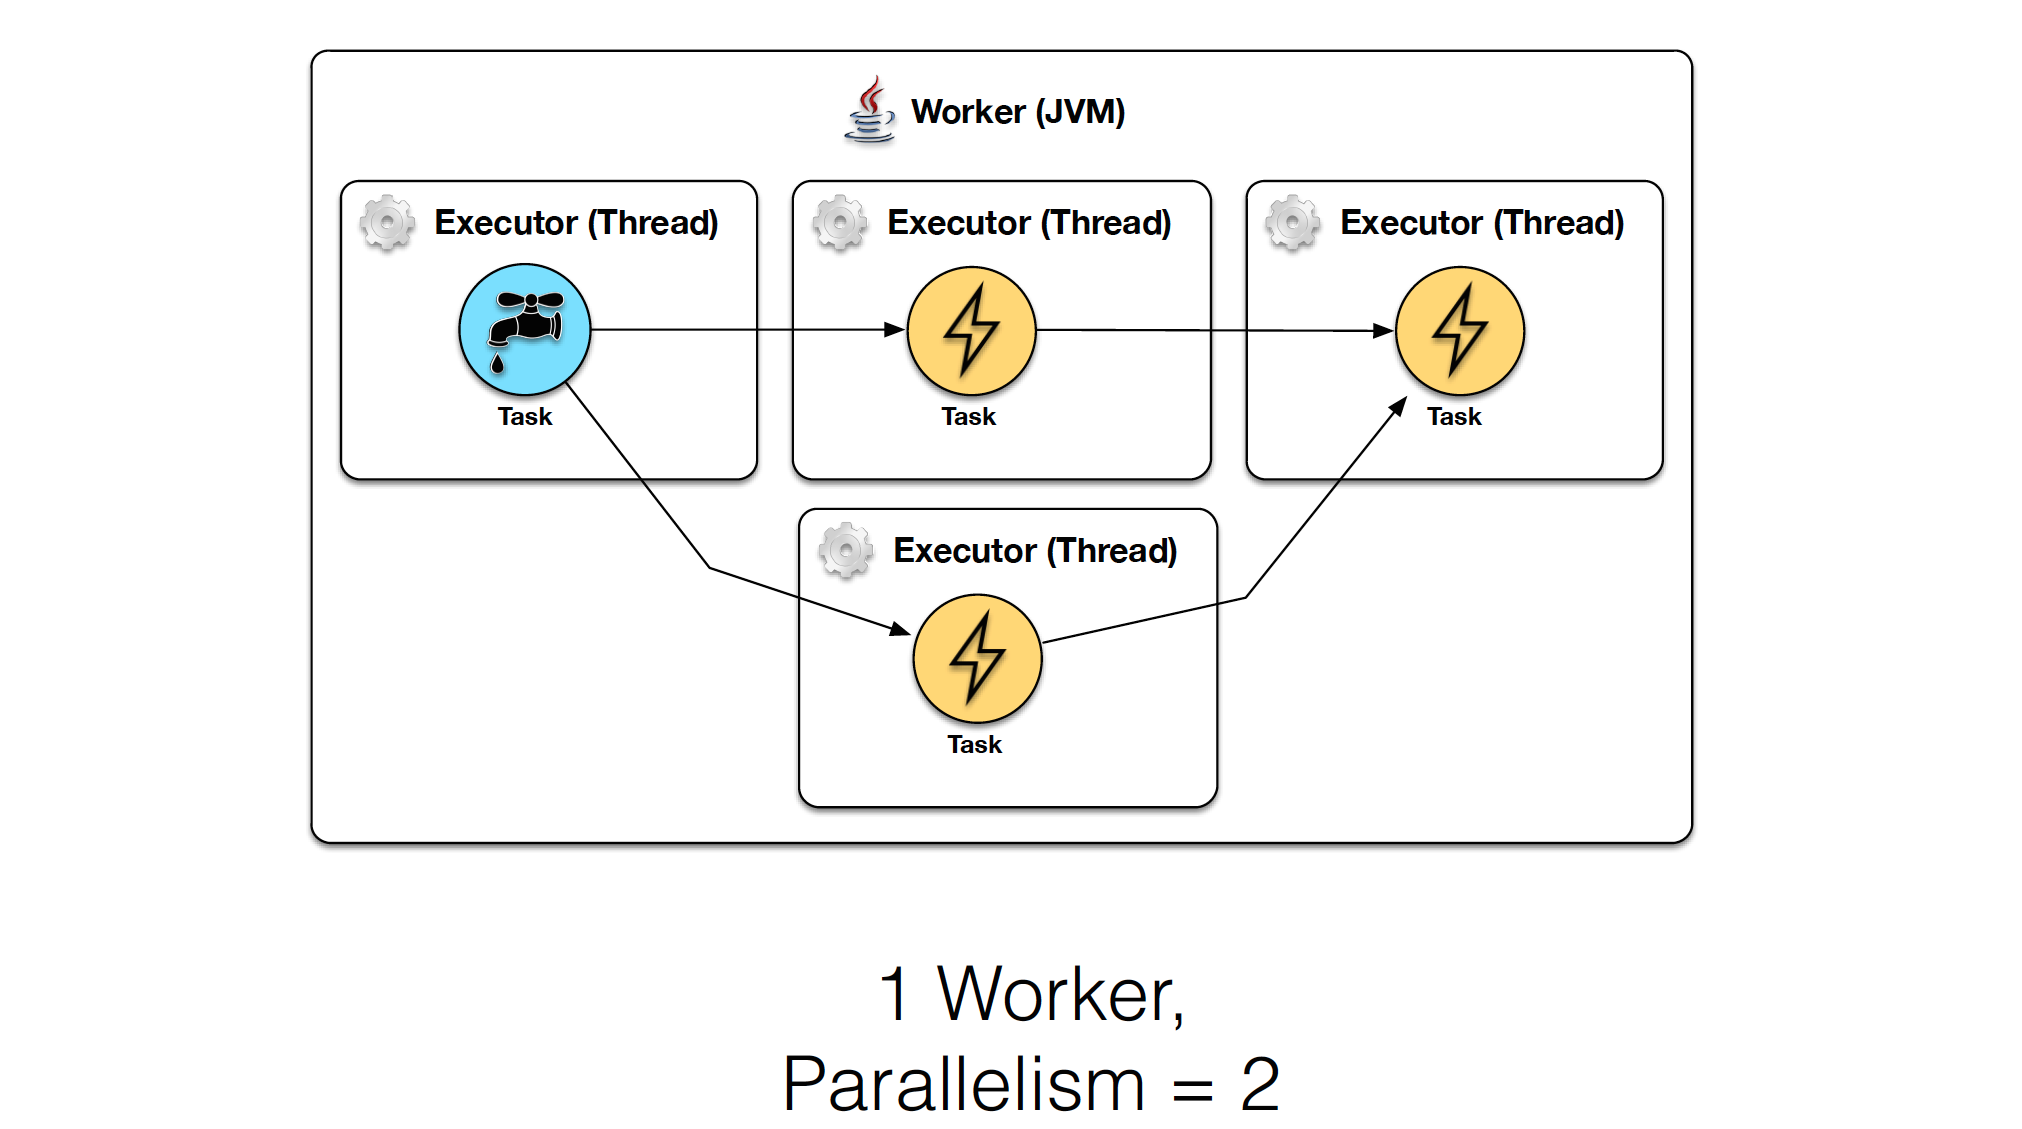 Worker (JVM)
Executor (Thread)
Executor (Thread)
Executor (Thread)
Task
Task
Task
Executor (Thread)
Task
1 Worker,
Parallelism = 2